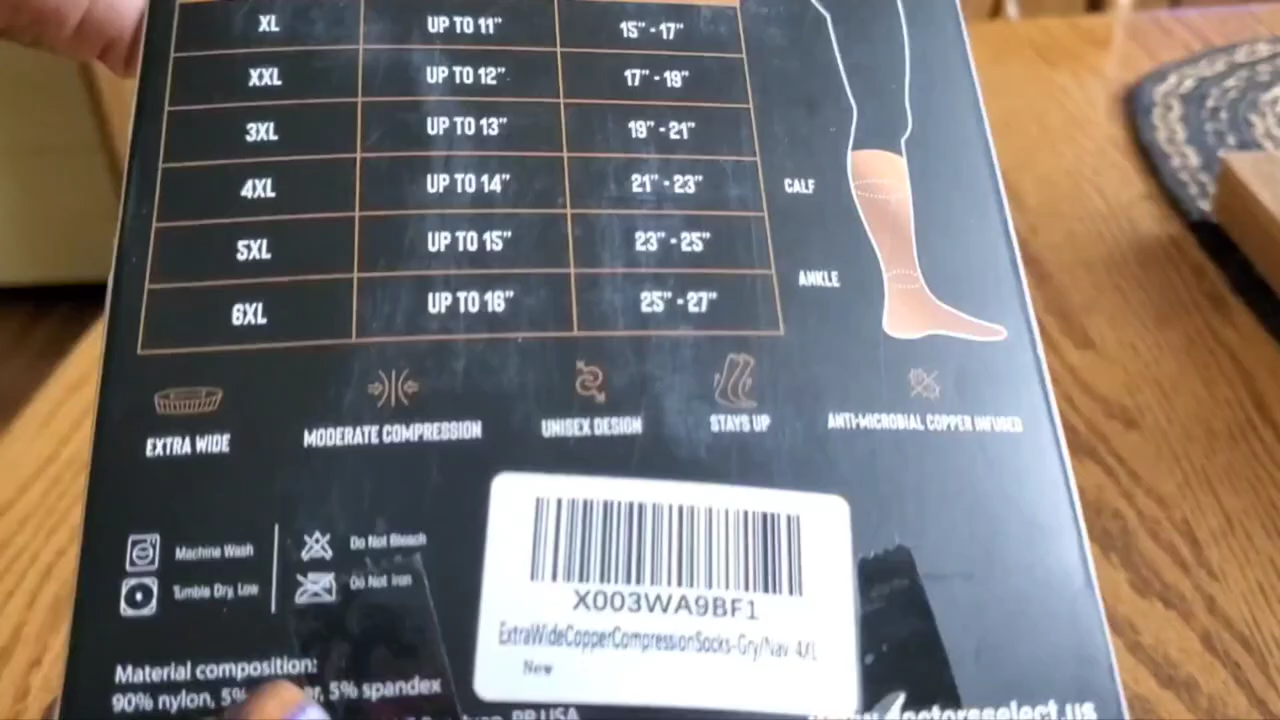 XL UP TO 11" 15" - 17"
XXL UP TO 12" 17" - 19"
3XL UP TO 13" 19" - 21"
4XL UP TO 14" 21" - 23"
5XL UP TO 15" 23" - 25"
6XL UP TO 16" 25" - 27"
CALF
ANKLE
EXTRA WIDE
MODERATE COMPRESSION
UNISEX DESIGN
STAYS UP
ANTI-MICROBIAL COPPER INFUSED
Machine Wash
Do Not Bleach
Tumble Dry, Low
Do Not Iron
X003WA9BF1
ExtraWideCopperCompressionSocks-Gry/Nav 4XL
New
Material composition:
90% nylon, 5% 5% spandex
PR USA